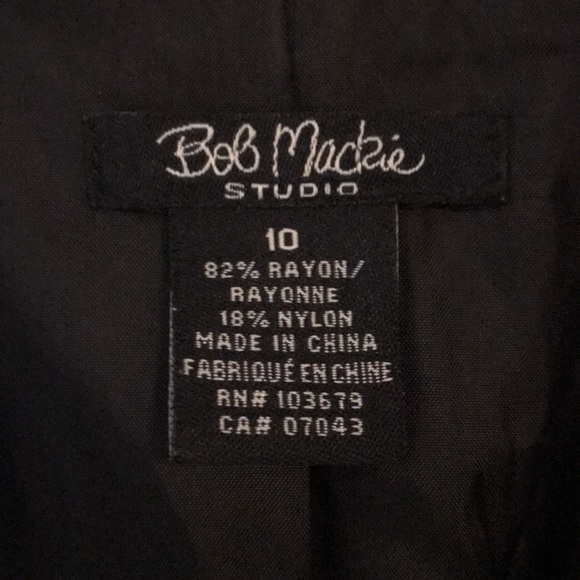 Bob Mackie
STUDIO
10
82% RAYON/
RAYONNE
18% NYLON
MADE IN CHINA
FABRIQUÉ EN CHINE
RN# 103679
CA# 07043